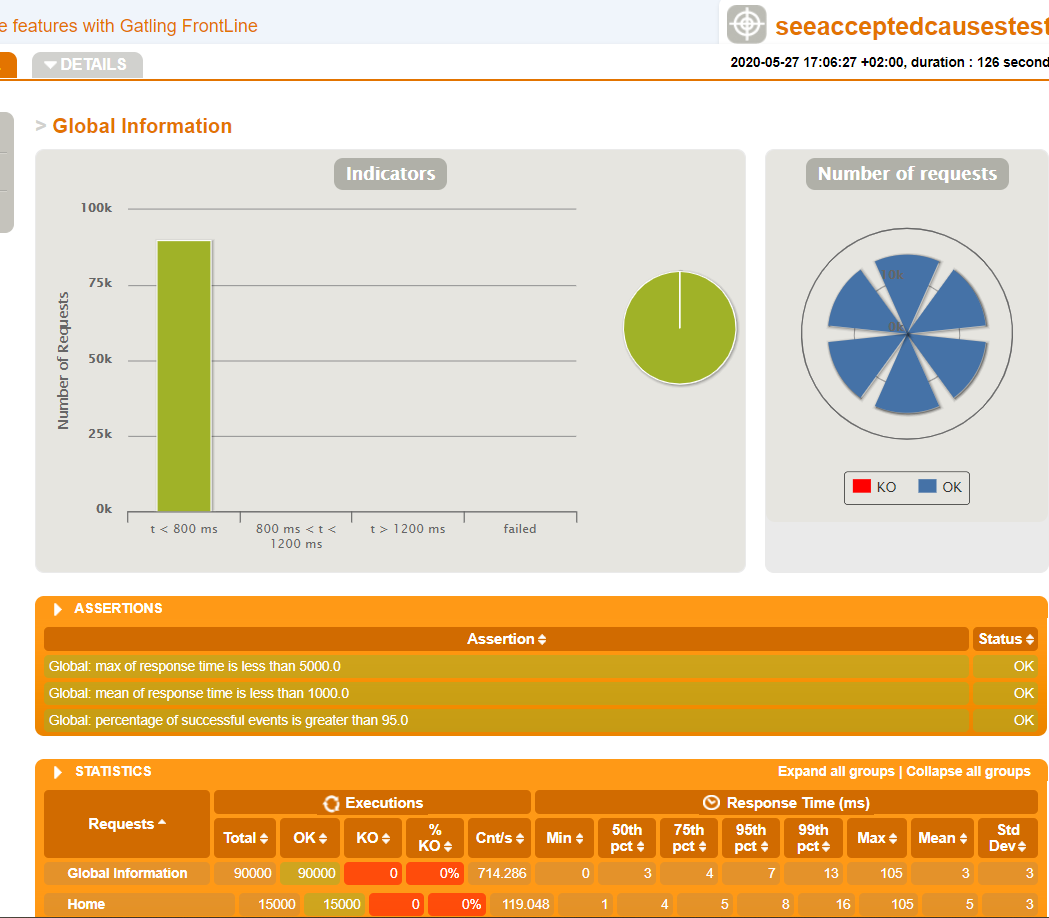 e features with Gatling FrontLine
seeacceptedcausestest
DETAILS
2020-05-27 17:06:27 +02:00, duration : 126 second
> Global Information
Indicators
Number of Requests
100k
75k
50k
25k
0k
t < 800 ms
800 ms < t < 1200 ms
t > 1200 ms
failed
Number of requests
10k
0k
KO OK
ASSERTIONS
Assertion Status
Global: max of response time is less than 5000.0 OK
Global: mean of response time is less than 1000.0 OK
Global: percentage of successful events is greater than 95.0 OK
STATISTICS Expand all groups | Collapse all groups
Requests Executions Response Time (ms)
Total OK KO % KO Cnt/s Min 50th pct 75th pct 95th pct 99th pct Max Mean Std Dev
Global Information 90000 90000 0 0% 714.286 0 3 4 7 13 105 3 3
Home 15000 15000 0 0% 119.048 1 4 5 8 16 105 5 3